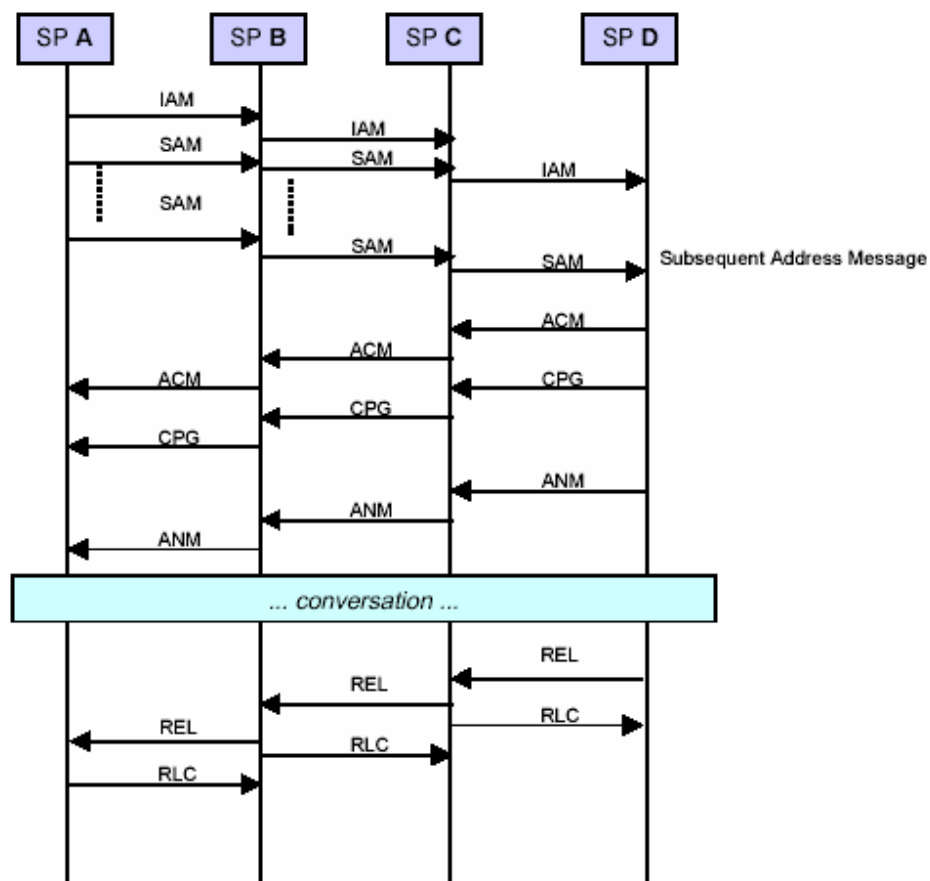 SP A
SP B
SP C
SP D
IAM
IAM
SAM
SAM
IAM
SAM
SAM
SAM
Subsequent Address Message
ACM
ACM
ACM
CPG
CPG
CPG
ANM
ANM
ANM
... conversation ...
REL
REL
REL
RLC
RLC
RLC